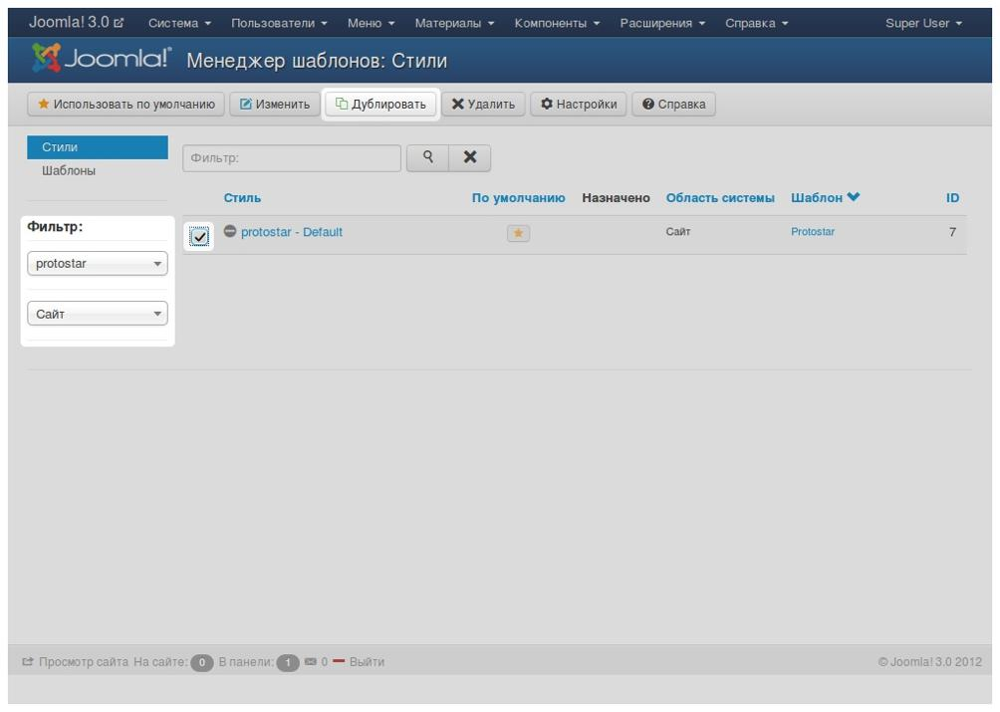 Joomla! 3.0 Система Пользователи Меню Материалы Компоненты Расширения Справка Super User
Joomla!® Менеджер шаблонов: Стили
Использовать по умолчанию Изменить Дублировать Удалить Настройки Справка
Стили
Шаблоны
Фильтр:
Стиль По умолчанию Назначено Область системы Шаблон ID
Фильтр:
protostar - Default Сайт Protostar 7
protostar
Сайт
Просмотр сайта На сайте: 0 В панели: 1 0 Выйти © Joomla! 3.0 2012